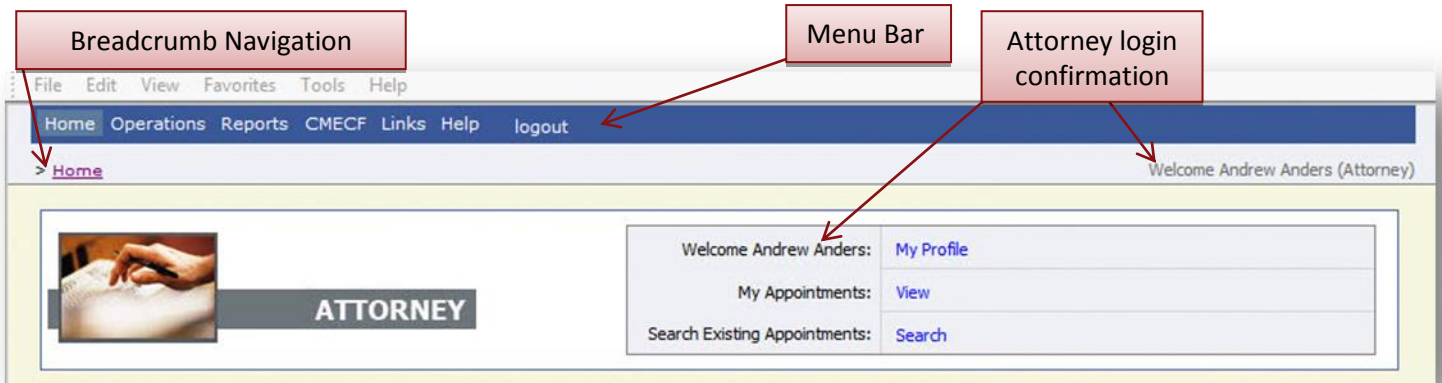 Breadcrumb Navigation
Menu Bar
Attorney login
confirmation
File Edit View Favorites Tools Help
Home Operations Reports CMECF Links Help logout
> Home
Welcome Andrew Anders (Attorney)
ATTORNEY
Welcome Andrew Anders: My Profile
My Appointments: View
Search Existing Appointments: Search